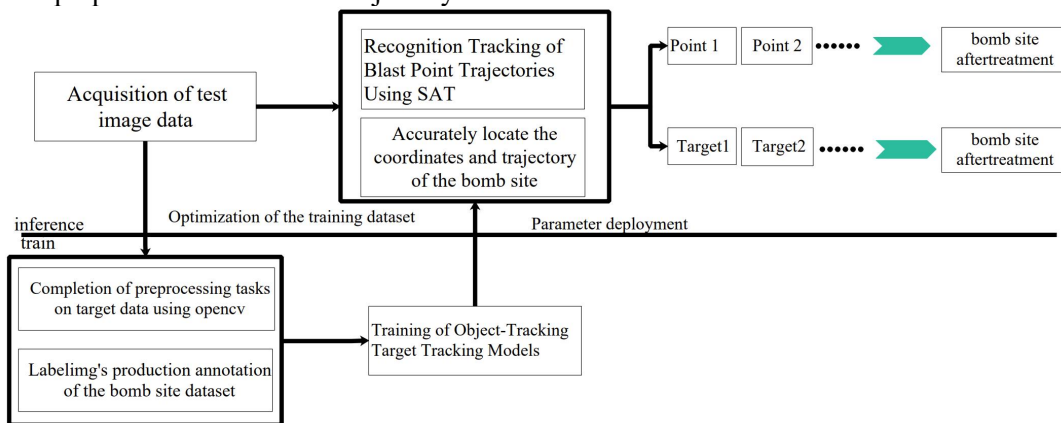 Recognition Tracking of
Blast Point Trajectories
Using SAT
Accurately locate the
coordinates and trajectory
of the bomb site
Acquisition of test
image data
Point 1
Point 2
bomb site
aftertreatment
Target1
Target2
bomb site
aftertreatment
Optimization of the training dataset
Parameter deployment
inference
train
Completion of preprocessing tasks
on target data using opencv
Labelimg's production annotation
of the bomb site dataset
Training of Object-Tracking
Target Tracking Models